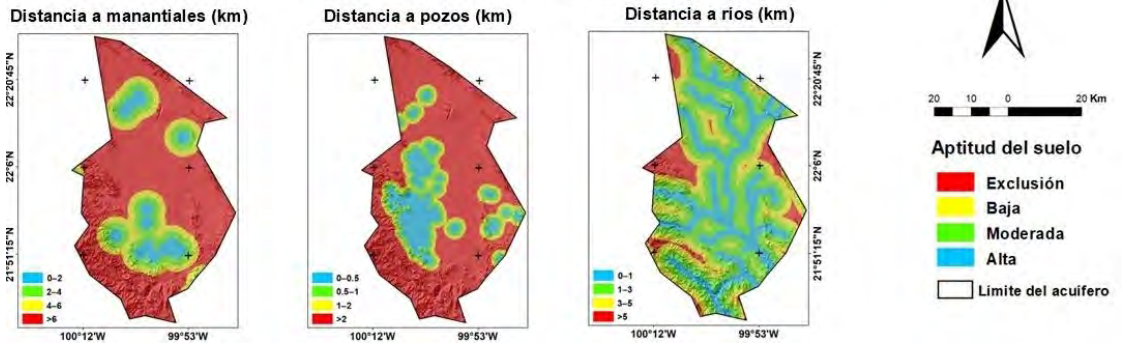 Distancia a manantiales (km)
Distancia a pozos (km)
Distancia a rios (km)
22°20'45"N
22°6'N
21°51'15"N
0–2
2–4
4–6
>6
100°12'W
99°53'W
0–0.5
0.5–1
1–2
>2
100°12'W
99°53'W
22°20'45"N
22°6'N
21°51'15"N
0–1
1–3
3–5
>5
100°12'W
99°53'W
22°20'45"N
22°6'N
21°51'15"N
20 10 0 20 Km
Aptitud del suelo
Exclusión
Baja
Moderada
Alta
Limite del acuífero